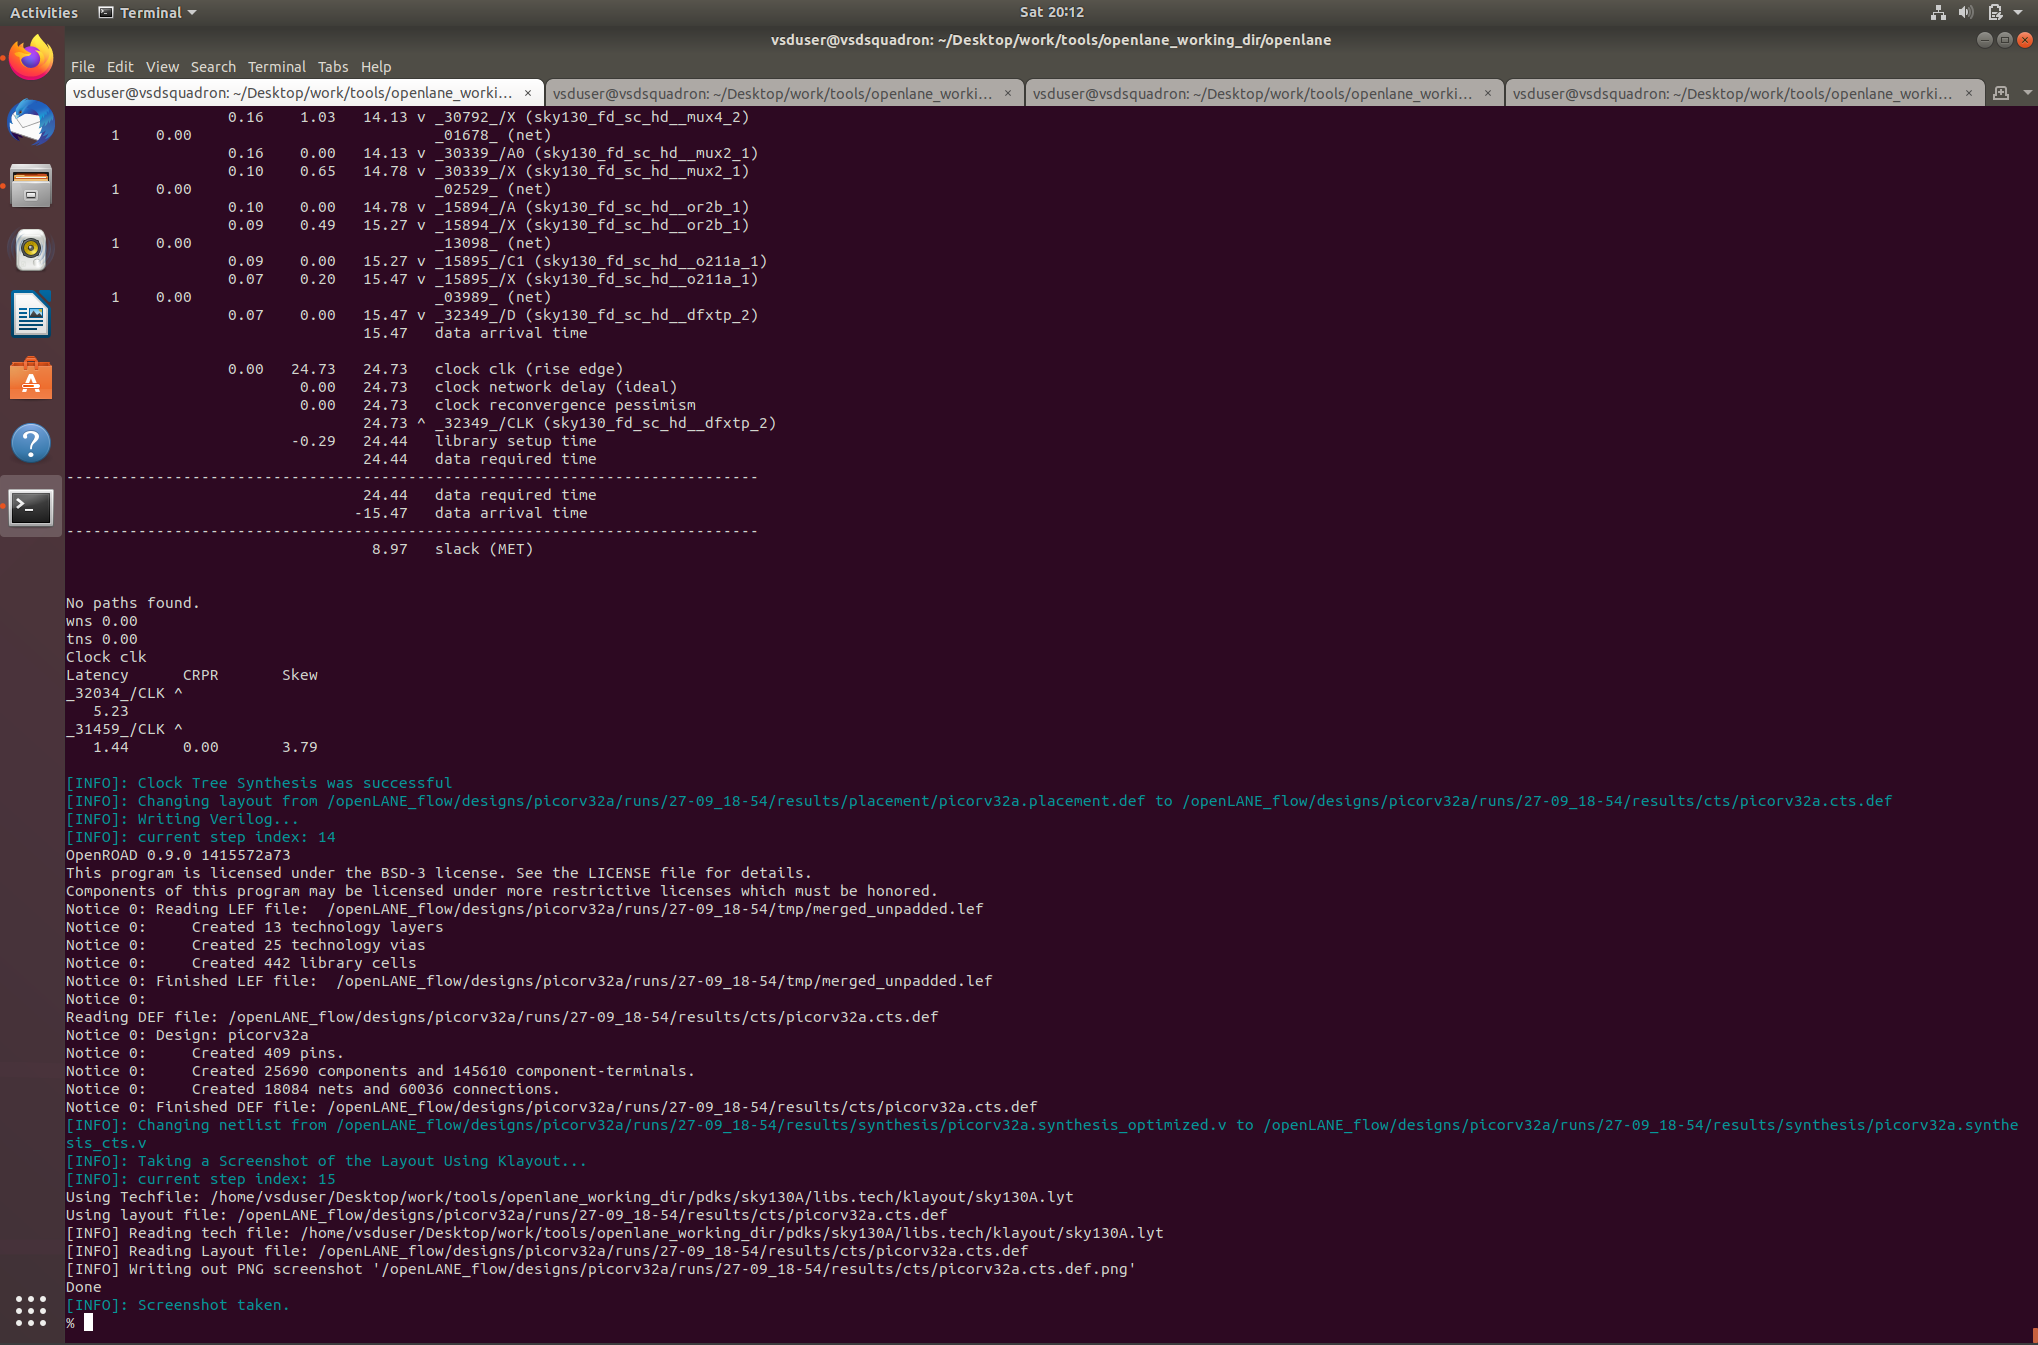 Activities
Terminal
Sat 20:12
vsduser@vsdsquadron: ~/Desktop/work/tools/openlane_working_dir/openlane
File Edit View Search Terminal Tabs Help
vsduser@vsdsquadron: ~/Desktop/work/tools/openlane_worki... ×
vsduser@vsdsquadron: ~/Desktop/work/tools/openlane_worki... ×
vsduser@vsdsquadron: ~/Desktop/work/tools/openlane_worki... ×
vsduser@vsdsquadron: ~/Desktop/work/tools/openlane_worki... ×
                  0.16    1.03   14.13 v _30792_/X (sky130_fd_sc_hd__mux4_2)
     1    0.00                           _01678_ (net)
                  0.16    0.00   14.13 v _30339_/A0 (sky130_fd_sc_hd__mux2_1)
                  0.10    0.65   14.78 v _30339_/X (sky130_fd_sc_hd__mux2_1)
     1    0.00                           _02529_ (net)
                  0.10    0.00   14.78 v _15894_/A (sky130_fd_sc_hd__or2b_1)
                  0.09    0.49   15.27 v _15894_/X (sky130_fd_sc_hd__or2b_1)
     1    0.00                           _13098_ (net)
                  0.09    0.00   15.27 v _15895_/C1 (sky130_fd_sc_hd__o211a_1)
                  0.07    0.20   15.47 v _15895_/X (sky130_fd_sc_hd__o211a_1)
     1    0.00                           _03989_ (net)
                  0.07    0.00   15.47 v _32349_/D (sky130_fd_sc_hd__dfxtp_2)
                                 15.47   data arrival time
                  0.00   24.73   24.73   clock clk (rise edge)
                          0.00   24.73   clock network delay (ideal)
                          0.00   24.73   clock reconvergence pessimism
                                 24.73 ^ _32349_/CLK (sky130_fd_sc_hd__dfxtp_2)
                         -0.29   24.44   library setup time
                                 24.44   data required time
-----------------------------------------------------------------------------
                                 24.44   data required time
                                -15.47   data arrival time
-----------------------------------------------------------------------------
                                  8.97   slack (MET)
No paths found.
wns 0.00
tns 0.00
Clock clk
Latency      CRPR       Skew
_32034_/CLK ^
   5.23
_31459_/CLK ^
   1.44      0.00       3.79
[INFO]: Clock Tree Synthesis was successful
[INFO]: Changing layout from /openLANE_flow/designs/picorv32a/runs/27-09_18-54/results/placement/picorv32a.placement.def to /openLANE_flow/designs/picorv32a/runs/27-09_18-54/results/cts/picorv32a.cts.def
[INFO]: Writing Verilog...
[INFO]: current step index: 14
OpenROAD 0.9.0 1415572a73
This program is licensed under the BSD-3 license. See the LICENSE file for details.
Components of this program may be licensed under more restrictive licenses which must be honored.
Notice 0: Reading LEF file:  /openLANE_flow/designs/picorv32a/runs/27-09_18-54/tmp/merged_unpadded.lef
Notice 0:     Created 13 technology layers
Notice 0:     Created 25 technology vias
Notice 0:     Created 442 library cells
Notice 0: Finished LEF file:  /openLANE_flow/designs/picorv32a/runs/27-09_18-54/tmp/merged_unpadded.lef
Notice 0:
Reading DEF file: /openLANE_flow/designs/picorv32a/runs/27-09_18-54/results/cts/picorv32a.cts.def
Notice 0: Design: picorv32a
Notice 0:     Created 409 pins.
Notice 0:     Created 25690 components and 145610 component-terminals.
Notice 0:     Created 18084 nets and 60036 connections.
Notice 0: Finished DEF file: /openLANE_flow/designs/picorv32a/runs/27-09_18-54/results/cts/picorv32a.cts.def
[INFO]: Changing netlist from /openLANE_flow/designs/picorv32a/runs/27-09_18-54/results/synthesis/picorv32a.synthesis_optimized.v to /openLANE_flow/designs/picorv32a/runs/27-09_18-54/results/synthesis/picorv32a.synthe
sis_cts.v
[INFO]: Taking a Screenshot of the Layout Using Klayout...
[INFO]: current step index: 15
Using Techfile: /home/vsduser/Desktop/work/tools/openlane_working_dir/pdks/sky130A/libs.tech/klayout/sky130A.lyt
Using layout file: /openLANE_flow/designs/picorv32a/runs/27-09_18-54/results/cts/picorv32a.cts.def
[INFO] Reading tech file: /home/vsduser/Desktop/work/tools/openlane_working_dir/pdks/sky130A/libs.tech/klayout/sky130A.lyt
[INFO] Reading Layout file: /openLANE_flow/designs/picorv32a/runs/27-09_18-54/results/cts/picorv32a.cts.def
[INFO] Writing out PNG screenshot '/openLANE_flow/designs/picorv32a/runs/27-09_18-54/results/cts/picorv32a.cts.def.png'
Done
[INFO]: Screenshot taken.
%